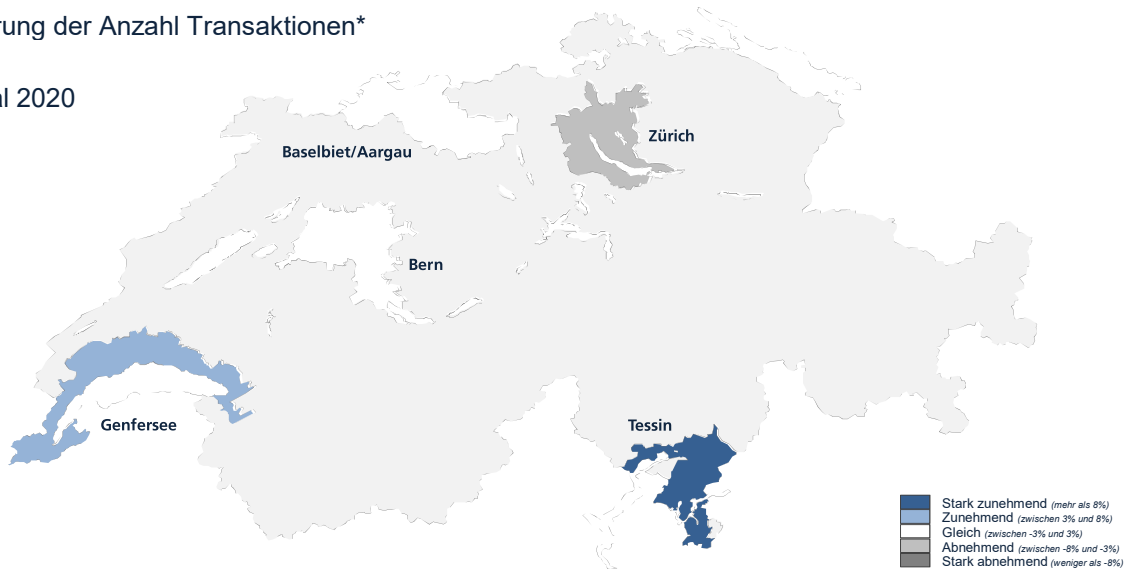 rung der Anzahl Transaktionen*
al 2020
Zürich
Baselbiet/Aargau
Bern
Genfersee
Tessin
Stark zunehmend (mehr als 8%)
Zunehmend (zwischen 3% und 8%)
Gleich (zwischen -3% und 3%)
Abnehmend (zwischen -8% und -3%)
Stark abnehmend (weniger als -8%)